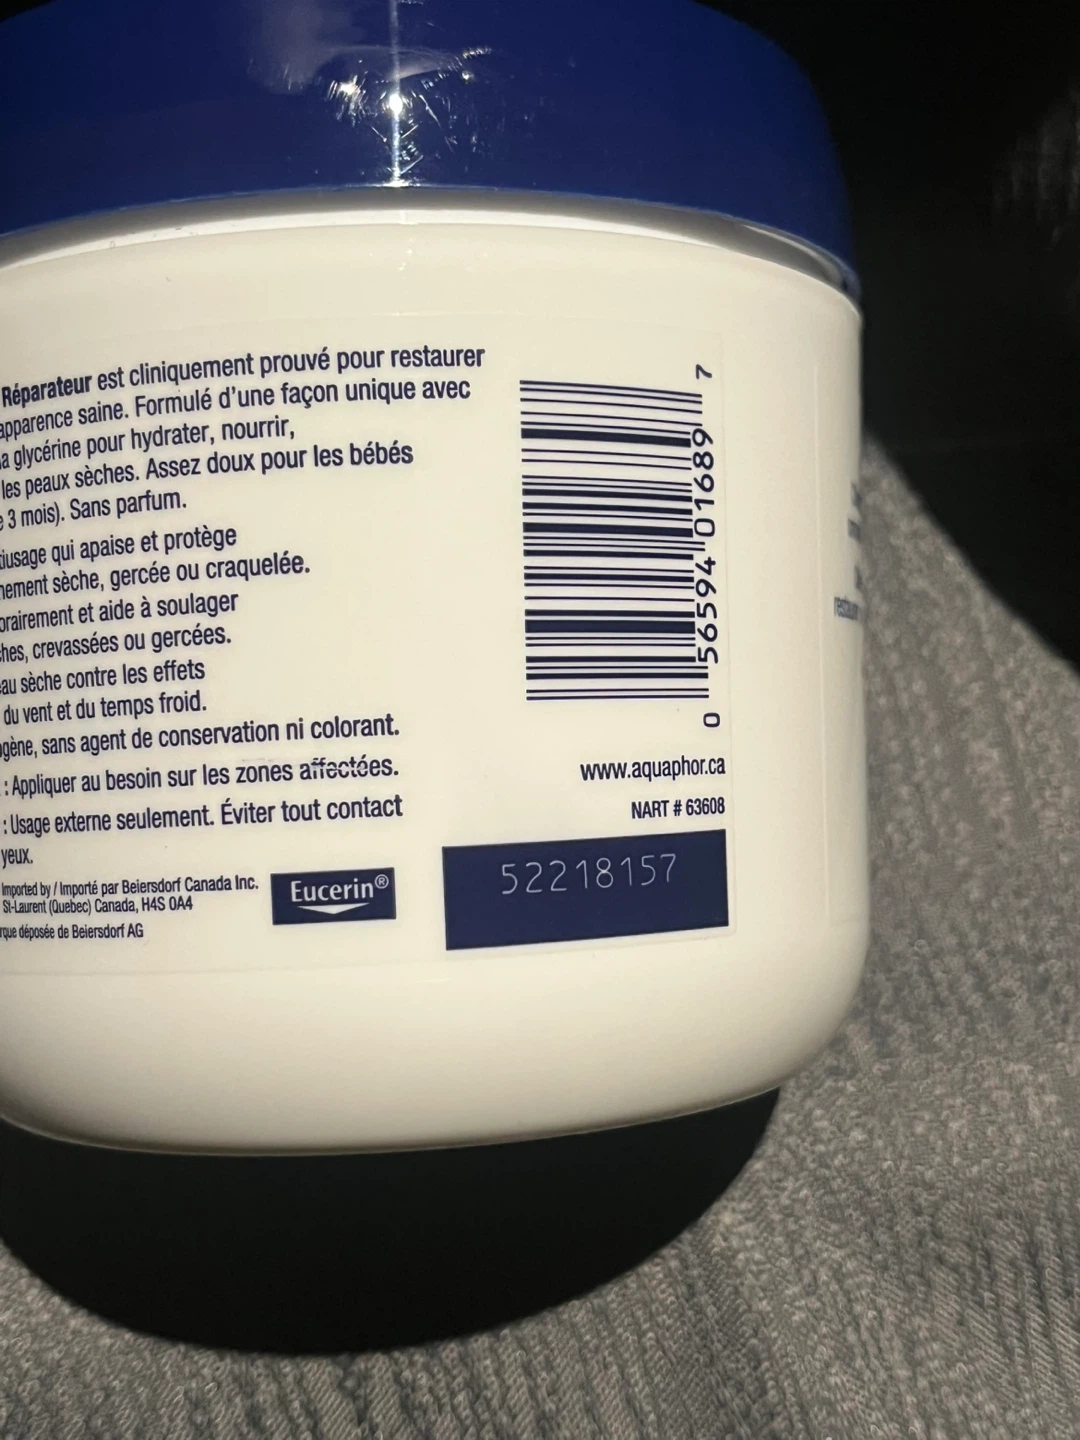 Réparateur est cliniquement prouvé pour restaurer
apparence saine. Formulé d'une façon unique avec
la glycérine pour hydrater, nourrir,
les peaux sèches. Assez doux pour les bébés
3 mois). Sans parfum.
tiusage qui apaise et protège
nement sèche, gercée ou craquelée.
orairement et aide à soulager
ches, crevassées ou gercées.
au sèche contre les effets
du vent et du temps froid.
ogène, sans agent de conservation ni colorant.
: Appliquer au besoin sur les zones affectées.
: Usage externe seulement. Éviter tout contact
yeux.
Imported by / Importé par Beiersdorf Canada Inc.
St-Laurent (Quebec) Canada, H4S 0A4
rque déposée de Beiersdorf AG
Eucerin®
0 56594 01689 7
www.aquaphor.ca
NART # 63608
52218157